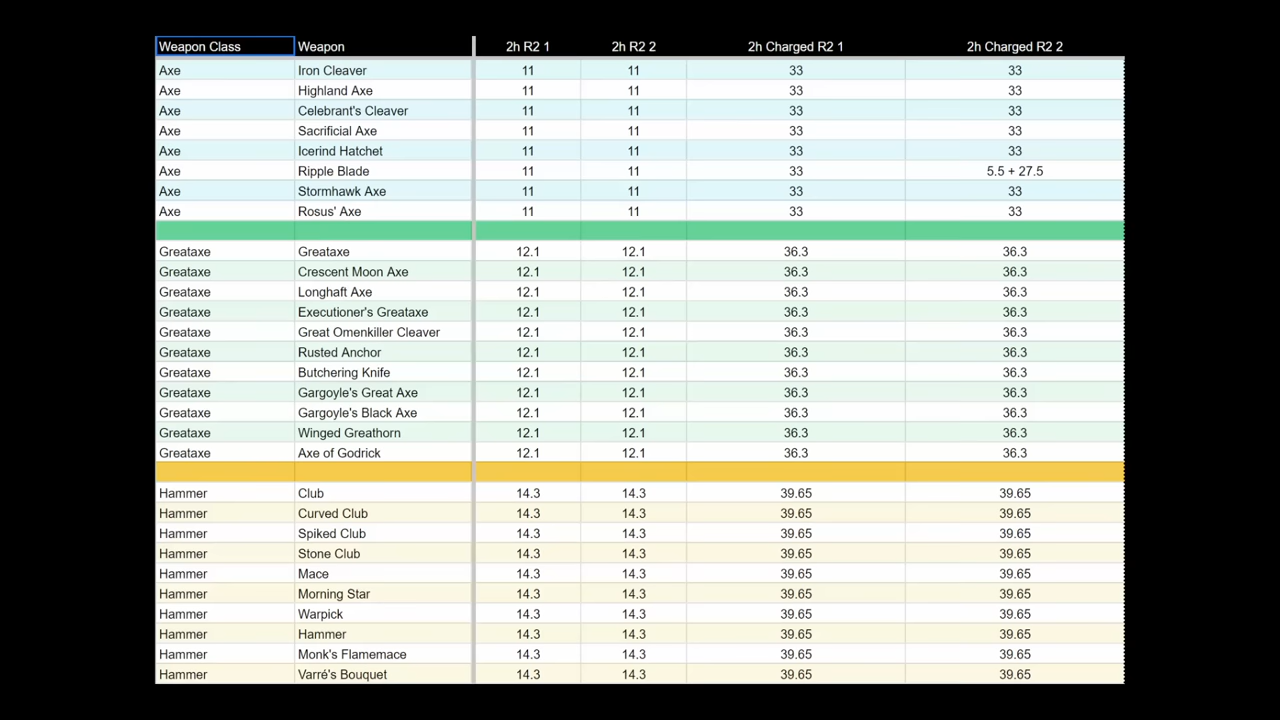 Weapon Class Weapon 2h R2 1 2h R2 2 2h Charged R2 1 2h Charged R2 2
Axe Iron Cleaver 11 11 33 33
Axe Highland Axe 11 11 33 33
Axe Celebrant's Cleaver 11 11 33 33
Axe Sacrificial Axe 11 11 33 33
Axe Icerind Hatchet 11 11 33 33
Axe Ripple Blade 11 11 33 5.5 + 27.5
Axe Stormhawk Axe 11 11 33 33
Axe Rosus' Axe 11 11 33 33
Greataxe Greataxe 12.1 12.1 36.3 36.3
Greataxe Crescent Moon Axe 12.1 12.1 36.3 36.3
Greataxe Longhaft Axe 12.1 12.1 36.3 36.3
Greataxe Executioner's Greataxe 12.1 12.1 36.3 36.3
Greataxe Great Omenkiller Cleaver 12.1 12.1 36.3 36.3
Greataxe Rusted Anchor 12.1 12.1 36.3 36.3
Greataxe Butchering Knife 12.1 12.1 36.3 36.3
Greataxe Gargoyle's Great Axe 12.1 12.1 36.3 36.3
Greataxe Gargoyle's Black Axe 12.1 12.1 36.3 36.3
Greataxe Winged Greathorn 12.1 12.1 36.3 36.3
Greataxe Axe of Godrick 12.1 12.1 36.3 36.3
Hammer Club 14.3 14.3 39.65 39.65
Hammer Curved Club 14.3 14.3 39.65 39.65
Hammer Spiked Club 14.3 14.3 39.65 39.65
Hammer Stone Club 14.3 14.3 39.65 39.65
Hammer Mace 14.3 14.3 39.65 39.65
Hammer Morning Star 14.3 14.3 39.65 39.65
Hammer Warpick 14.3 14.3 39.65 39.65
Hammer Hammer 14.3 14.3 39.65 39.65
Hammer Monk's Flamemace 14.3 14.3 39.65 39.65
Hammer Varré's Bouquet 14.3 14.3 39.65 39.65